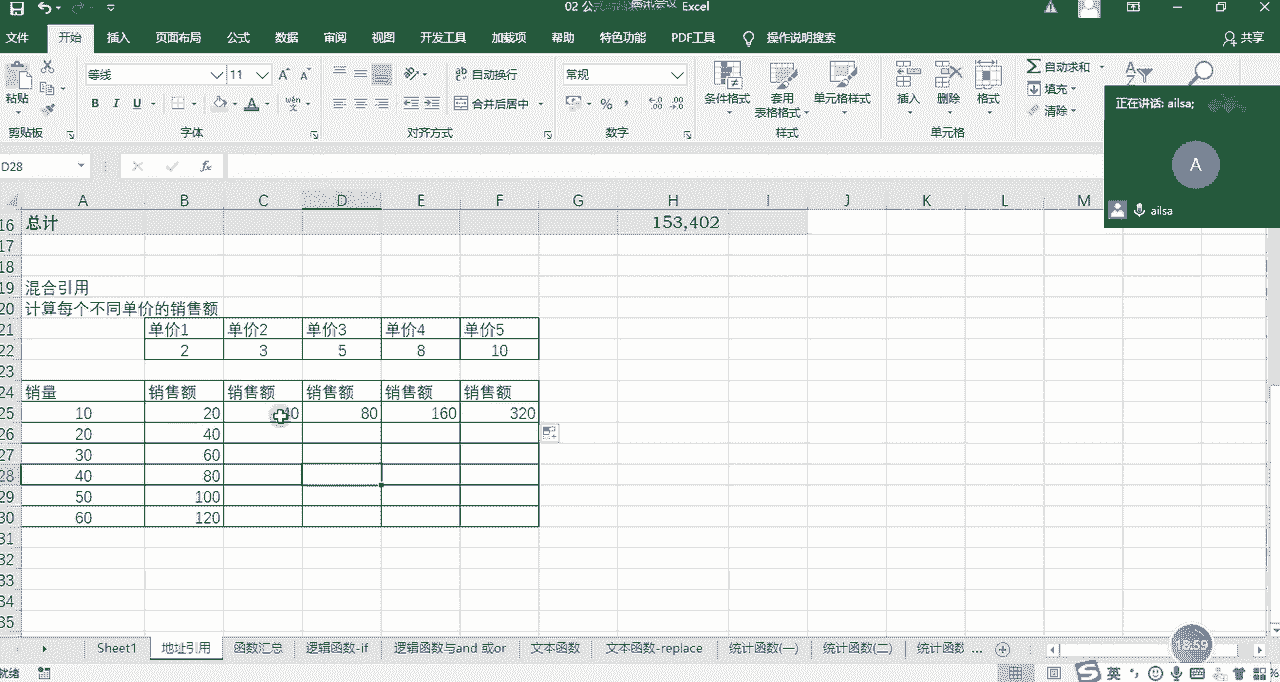 02 公 Excel
文件 开始 插入 页面布局 公式 数据 审阅 视图 开发工具 加载项 帮助 特色功能 PDF工具 操作说明搜索 共享
等线 11 自动换行 常规 自动求和
粘贴 B I U wén 合并后居中 % 条件格式 套用 单元格样式 插入 删除 格式 填充
表格格式 清除
剪贴板 字体 对齐方式 数字 样式 单元格
正在讲话: ailsa;
A
ailsa
D28 fx
A B C D E F G H I J K L M
16 总计 153,402
17
18
19 混合引用
20 计算每个不同单价的销售额
21 单价1 单价2 单价3 单价4 单价5
22 2 3 5 8 10
23
24 销量 销售额 销售额 销售额 销售额 销售额
25 10 20 80 160 320
26 20 40
27 30 60
28 40 80
29 50 100
30 60 120
31
32
33
34
35
Sheet1 地址引用 函数汇总 逻辑函数-if 逻辑函数与and 或or 文本函数 文本函数-replace 统计函数(一) 统计函数(二) 统计函数 ...
18:59
就绪 英